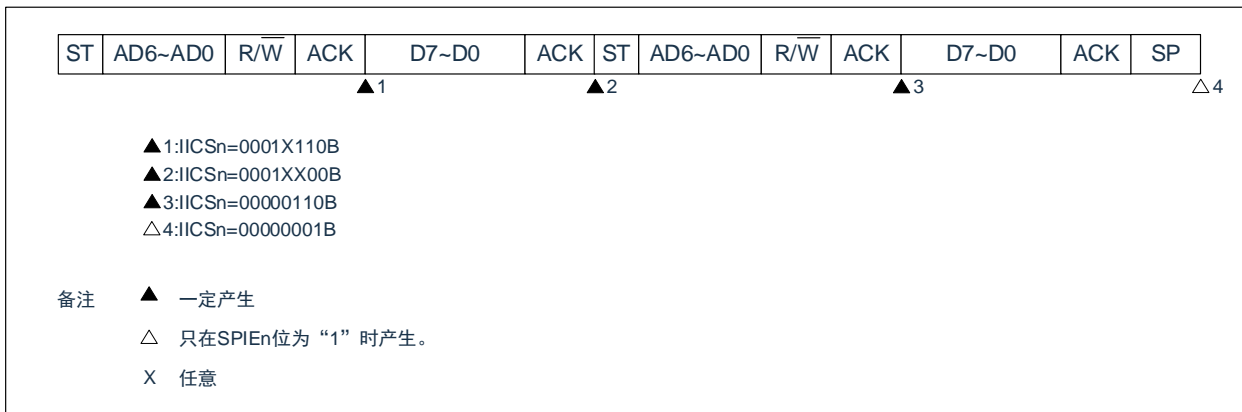 ST AD6~AD0 R/W̅ ACK D7~D0 ACK ST AD6~AD0 R/W̅ ACK D7~D0 ACK SP
▲1 ▲2 ▲3 △4
▲1:IICSn=0001X110B
▲2:IICSn=0001XX00B
▲3:IICSn=00000110B
△4:IICSn=00000001B
备注 ▲ 一定产生
△ 只在SPIEn位为“1”时产生。
X 任意